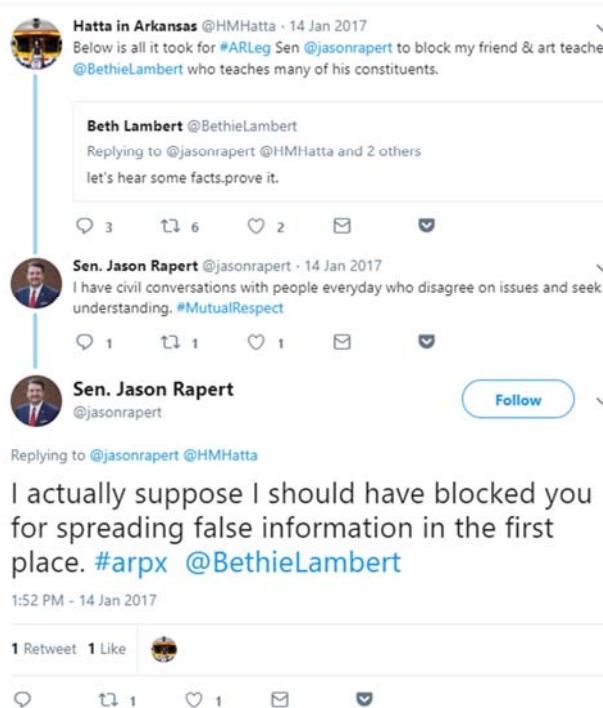 Hatta in Arkansas @HMHatta · 14 Jan 2017
Below is all it took for #ARLeg Sen @jasonrapert to block my friend & art teache
@BethieLambert who teaches many of his constituents.
Beth Lambert @BethieLambert
Replying to @jasonrapert @HMHatta and 2 others
let's hear some facts.prove it.
3 6 2
Sen. Jason Rapert @jasonrapert · 14 Jan 2017
I have civil conversations with people everyday who disagree on issues and seek
understanding. #MutualRespect
1 1 1
Sen. Jason Rapert
@jasonrapert
Follow
Replying to @jasonrapert @HMHatta
I actually suppose I should have blocked you
for spreading false information in the first
place. #arpx @BethieLambert
1:52 PM - 14 Jan 2017
1 Retweet 1 Like
1 1